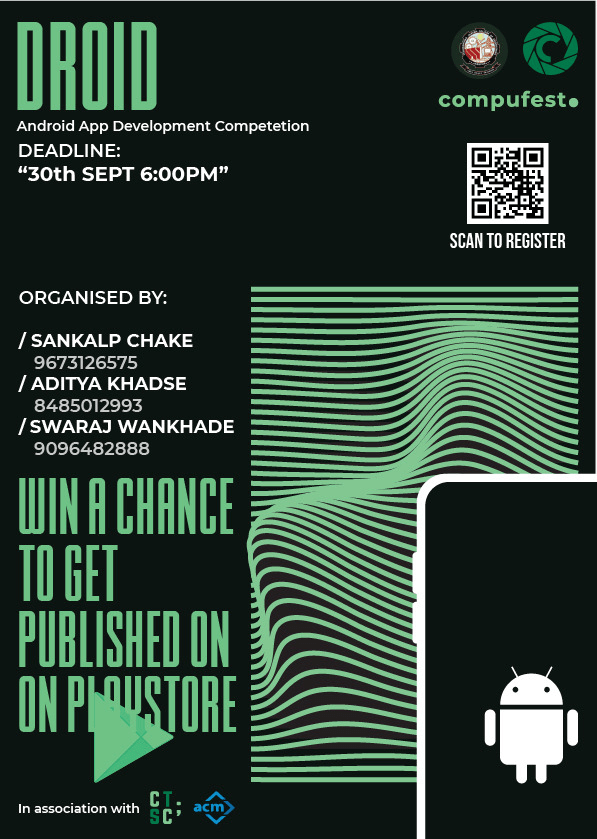 DROID
compufest.
Android App Development Competetion
DEADLINE:
“30th SEPT 6:00PM”
SCAN TO REGISTER
ORGANISED BY:
/ SANKALP CHAKE
9673126575
/ ADITYA KHADSE
8485012993
/ SWARAJ WANKHADE
9096482888
WIN A CHANCE
TO GET
PUBLISHED ON
ON PLAYSTORE
In association with
CT
SC;
acm